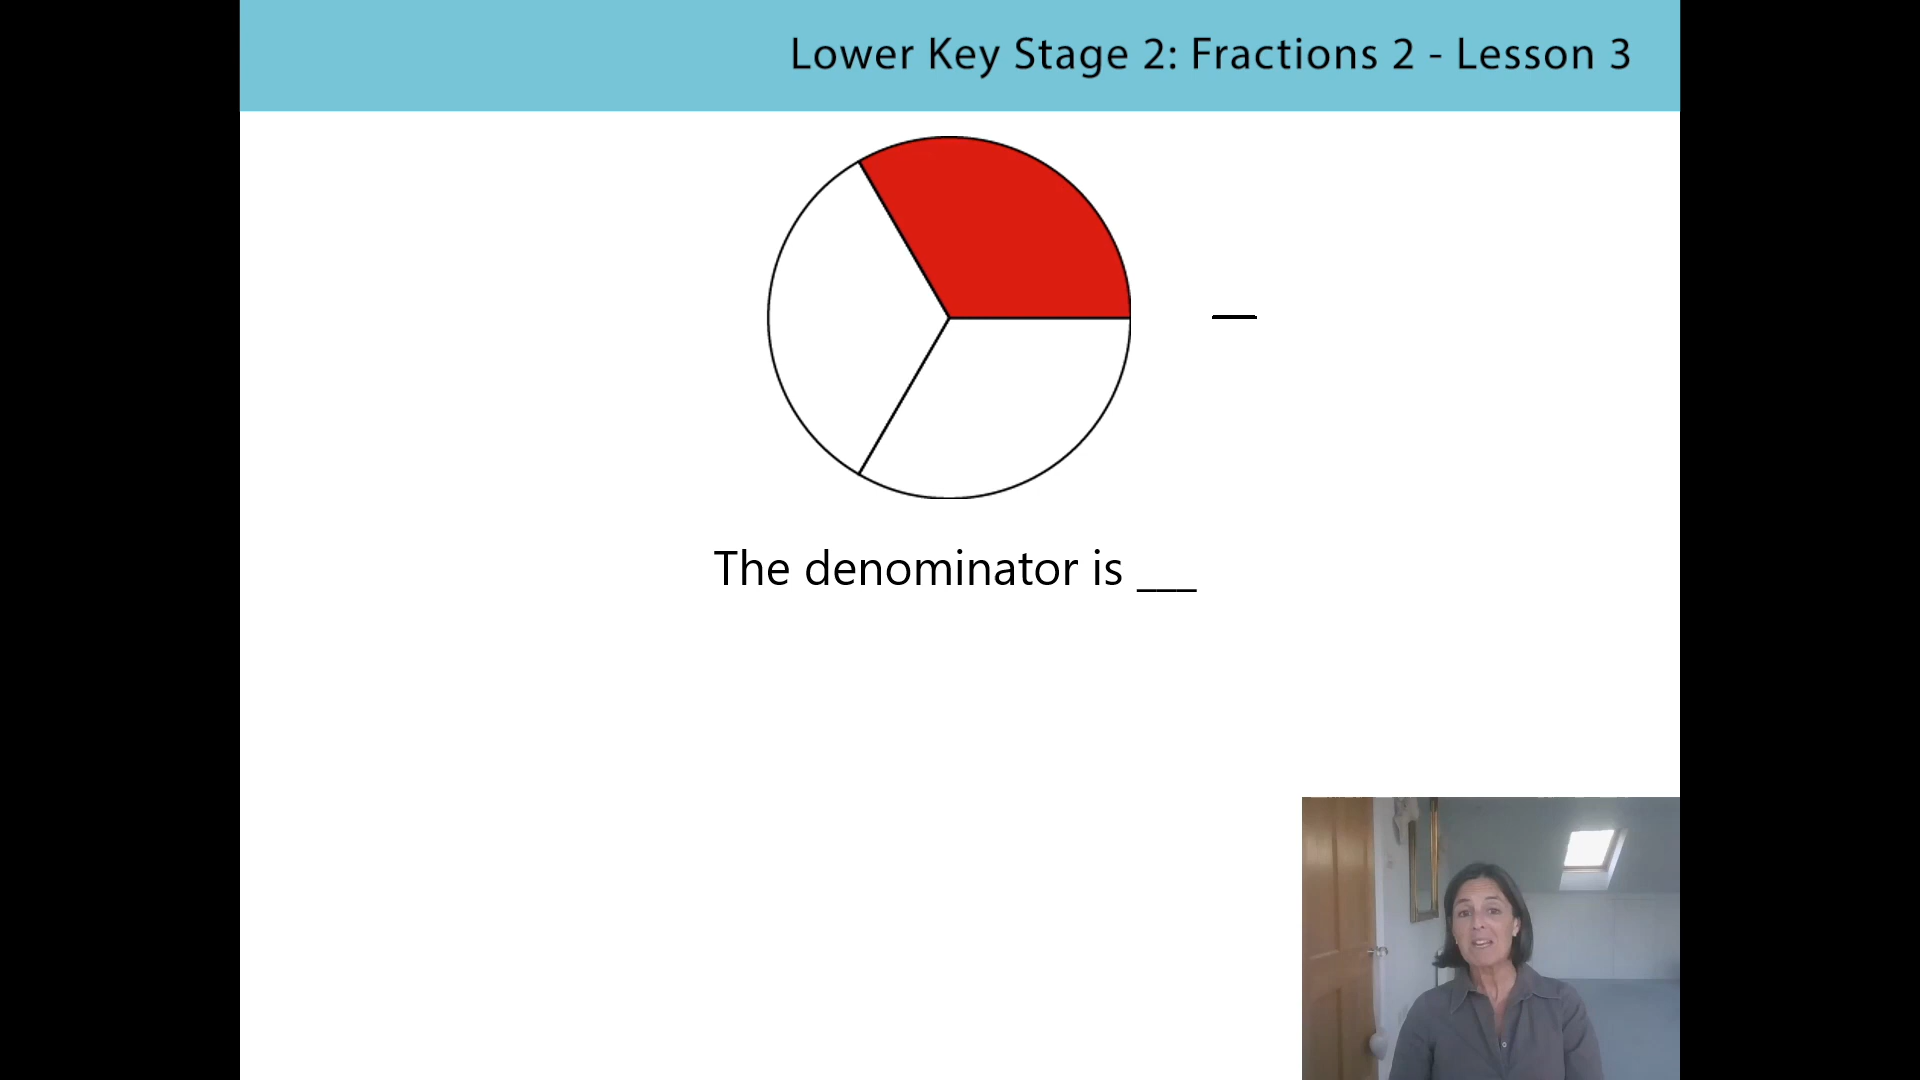 Lower Key Stage 2: Fractions 2 - Lesson 3
The denominator is ___